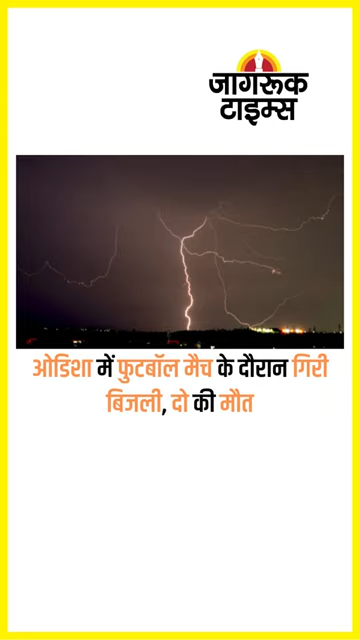 जागरूक
टाइम्स
ओडिशा में फुटबॉल मैच के दौरान गिरी
बिजली, दो की मौत